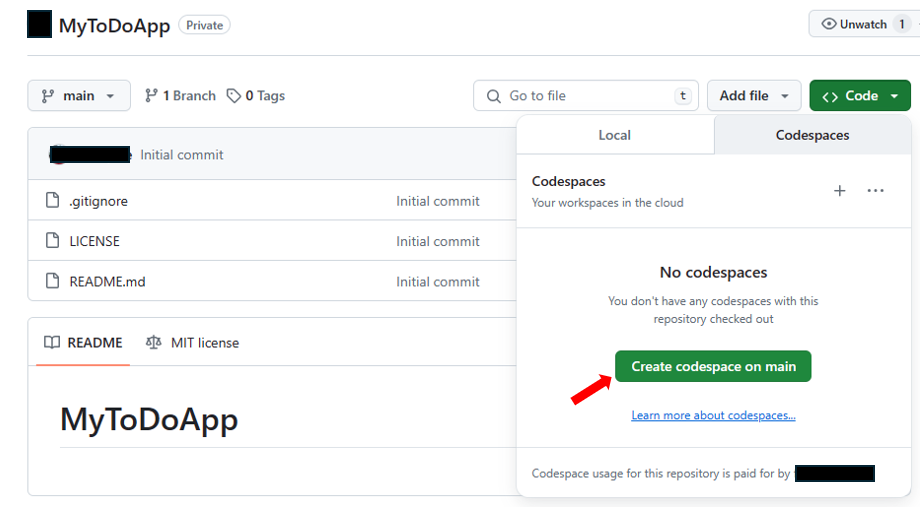 MyToDoApp Private
Unwatch 1
main 1 Branch 0 Tags
Go to file t
Add file
Code
Local Codespaces
Initial commit
Codespaces
Your workspaces in the cloud
.gitignore Initial commit
LICENSE Initial commit
README.md Initial commit
No codespaces
You don't have any codespaces with this
repository checked out
README MIT license
Create codespace on main
MyToDoApp
Learn more about codespaces...
Codespace usage for this repository is paid for by